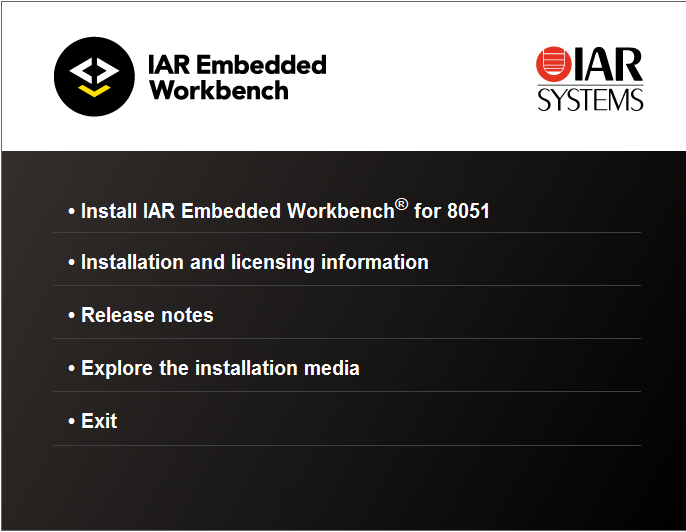 IAR Embedded
Workbench
IAR
SYSTEMS
• Install IAR Embedded Workbench® for 8051
• Installation and licensing information
• Release notes
• Explore the installation media
• Exit